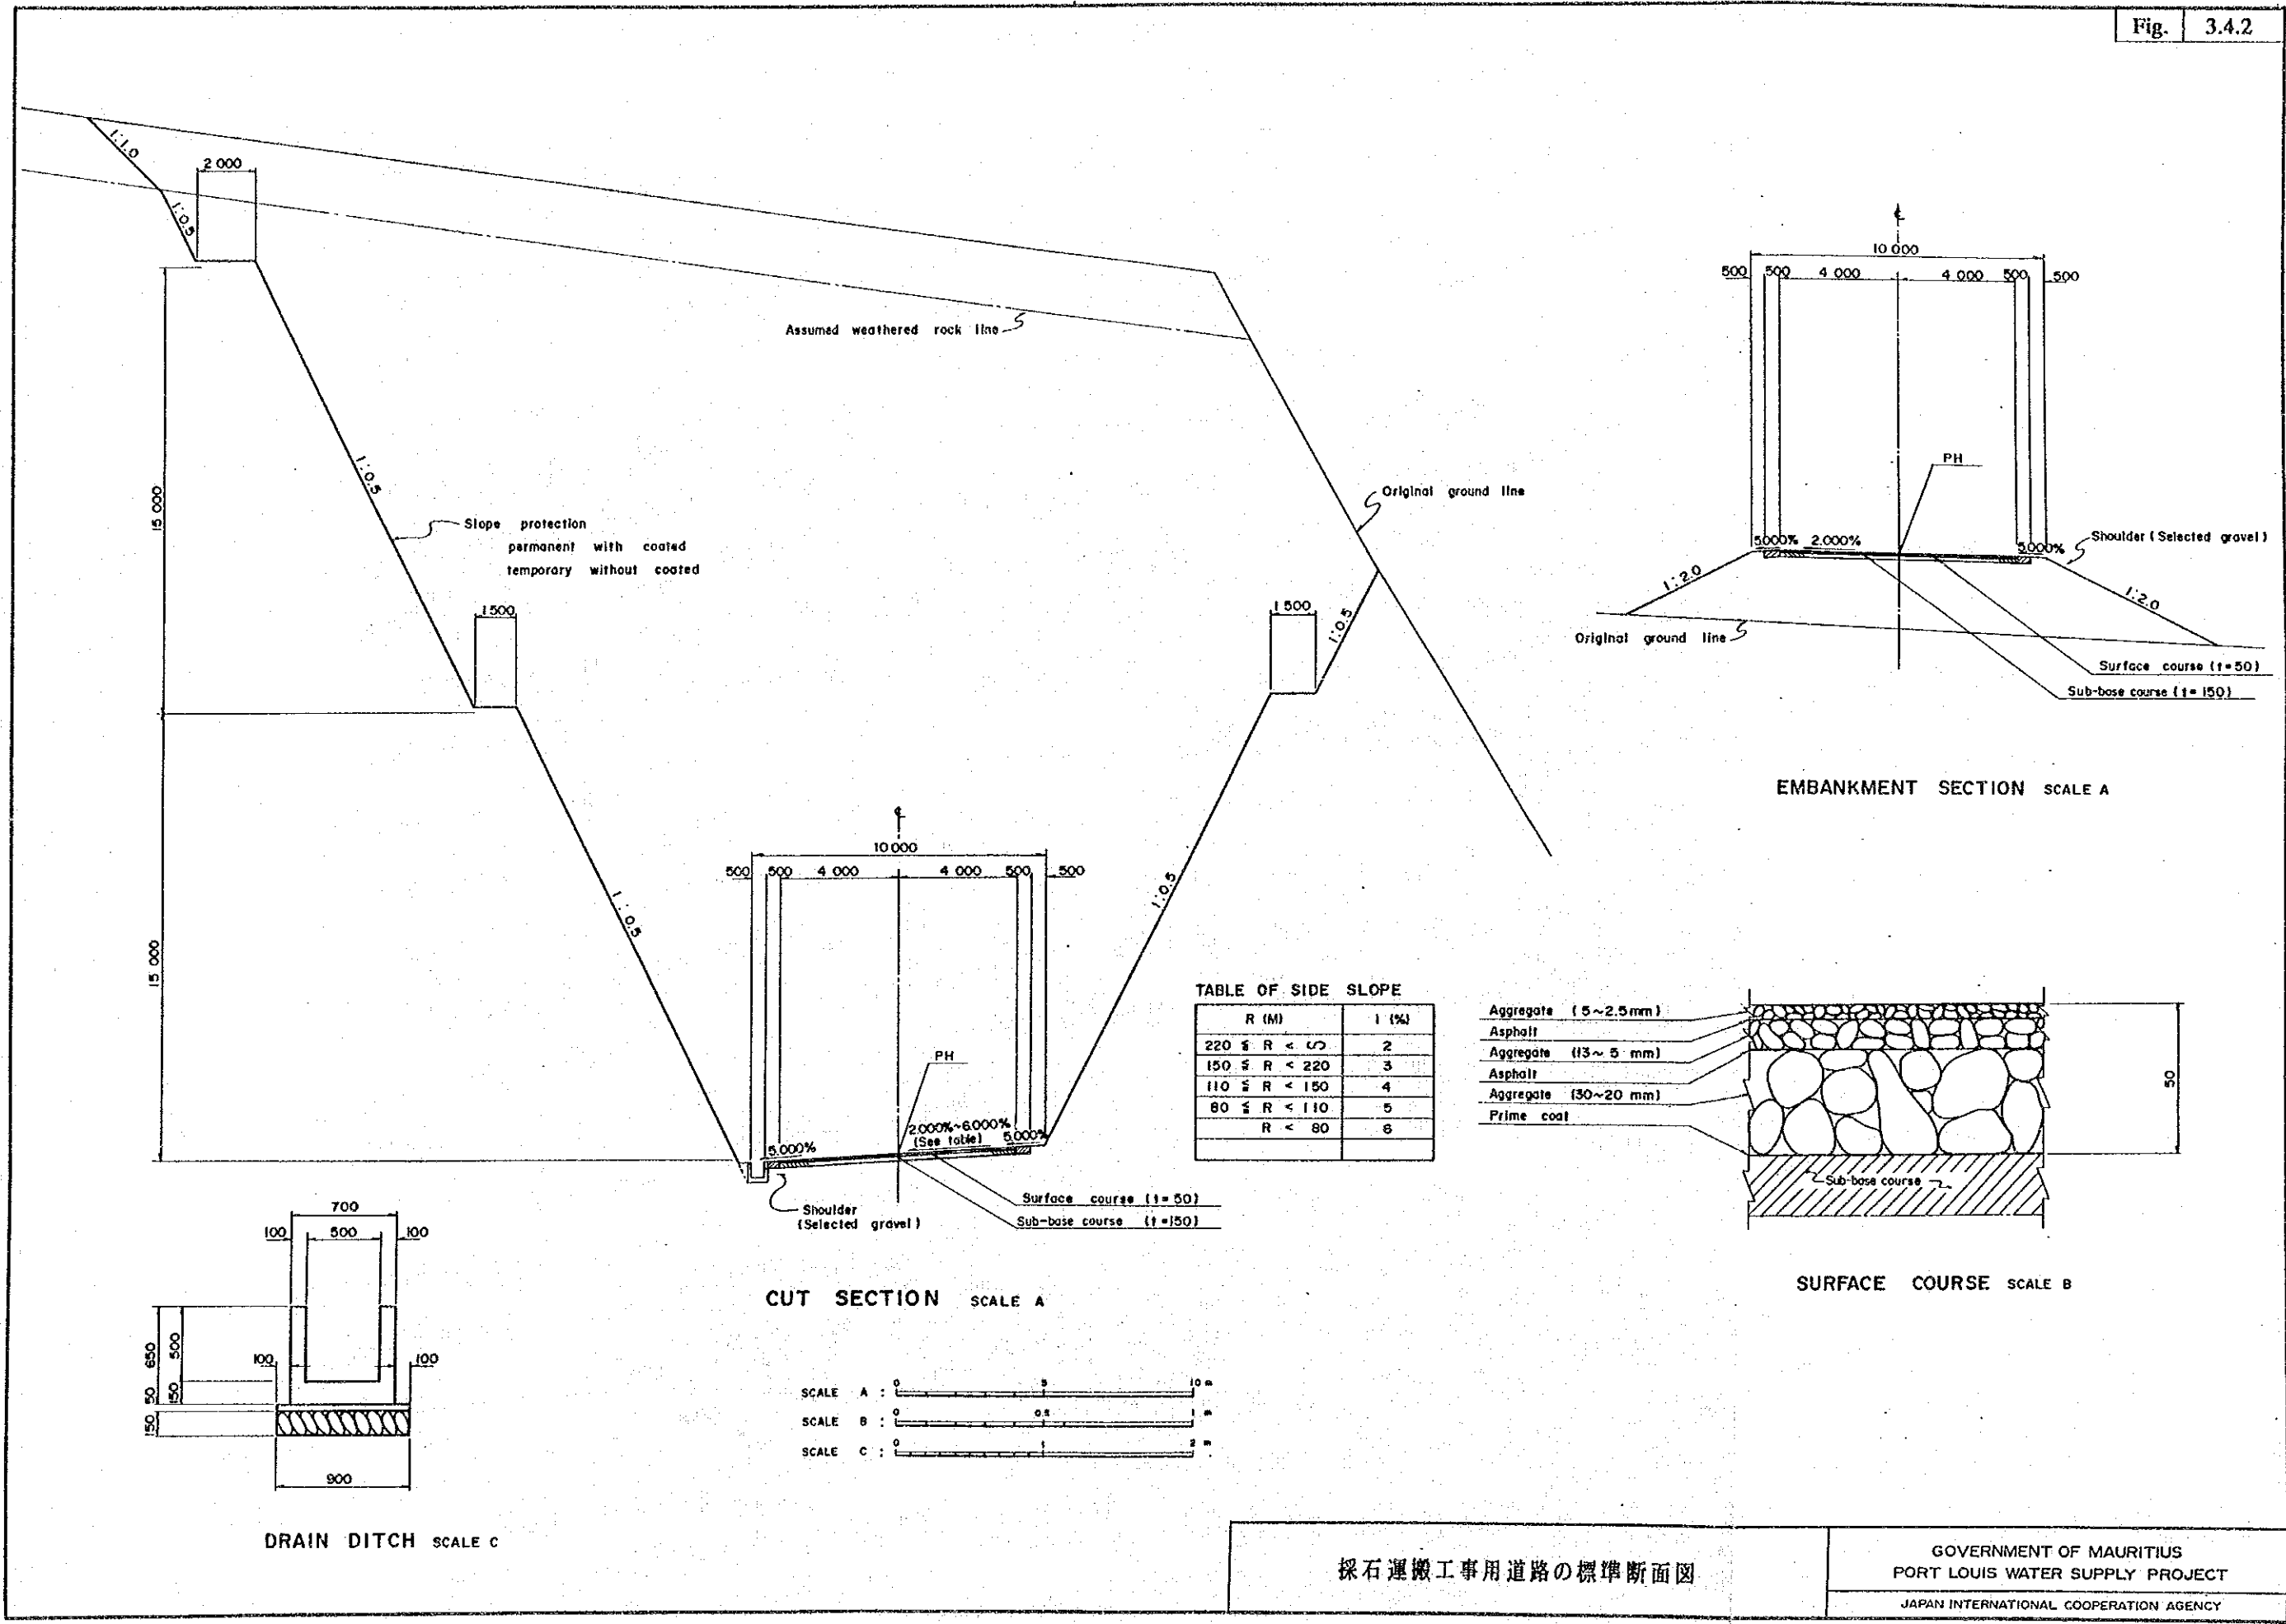 Fig. 3.4.2
1:1.0
2 000
1:0.5
Assumed weathered rock line
15 000
1:0.5
Slope protection
permanent with coated
temporary without coated
1 500
1 500
1:0.5
Original ground line
15 000
1:0.5
1:0.5
℄
10 000
500 500 4 000 4 000 500 500
PH
2.000%~6.000%
(See table)
5.000%
5.000%
Shoulder
(Selected gravel)
Surface course (t=50)
Sub-base course (t=150)
CUT SECTION SCALE A
℄
10 000
500 500 4 000 4 000 500 500
PH
5.000% 2.000%
5.000%
Shoulder (Selected gravel)
1:2.0
1:2.0
Original ground line
Surface course (t=50)
Sub-base course (t=150)
EMBANKMENT SECTION SCALE A
TABLE OF SIDE SLOPE
R (M) i (%)
220 ≦ R < ∞ 2
150 ≦ R < 220 3
110 ≦ R < 150 4
80 ≦ R < 110 5
R < 80 6
Aggregate (5~2.5mm)
Asphalt
Aggregate (13~5 mm)
Asphalt
Aggregate (30~20 mm)
Prime coat
50
Sub-base course
SURFACE COURSE SCALE B
700
100 500 100
650
500
100 100
50
150
150
900
DRAIN DITCH SCALE C
SCALE A : 0 5 10 m
SCALE B : 0 0.5 1 m
SCALE C : 0 1 2 m
採石運搬工事用道路の標準断面図
GOVERNMENT OF MAURITIUS
PORT LOUIS WATER SUPPLY PROJECT
JAPAN INTERNATIONAL COOPERATION AGENCY